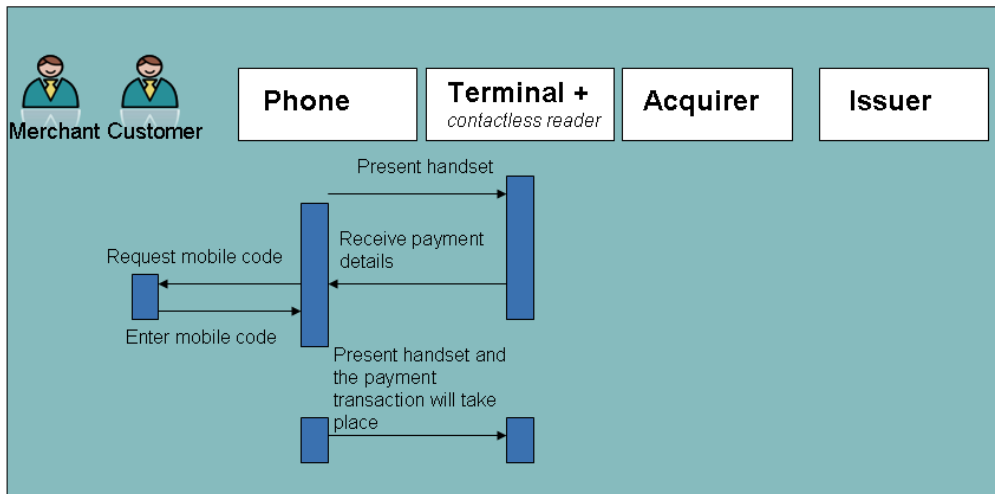 Merchant Customer
Phone
Terminal +
contactless reader
Acquirer
Issuer
Present handset
Receive payment
details
Request mobile code
Enter mobile code
Present handset and
the payment
transaction will take
place